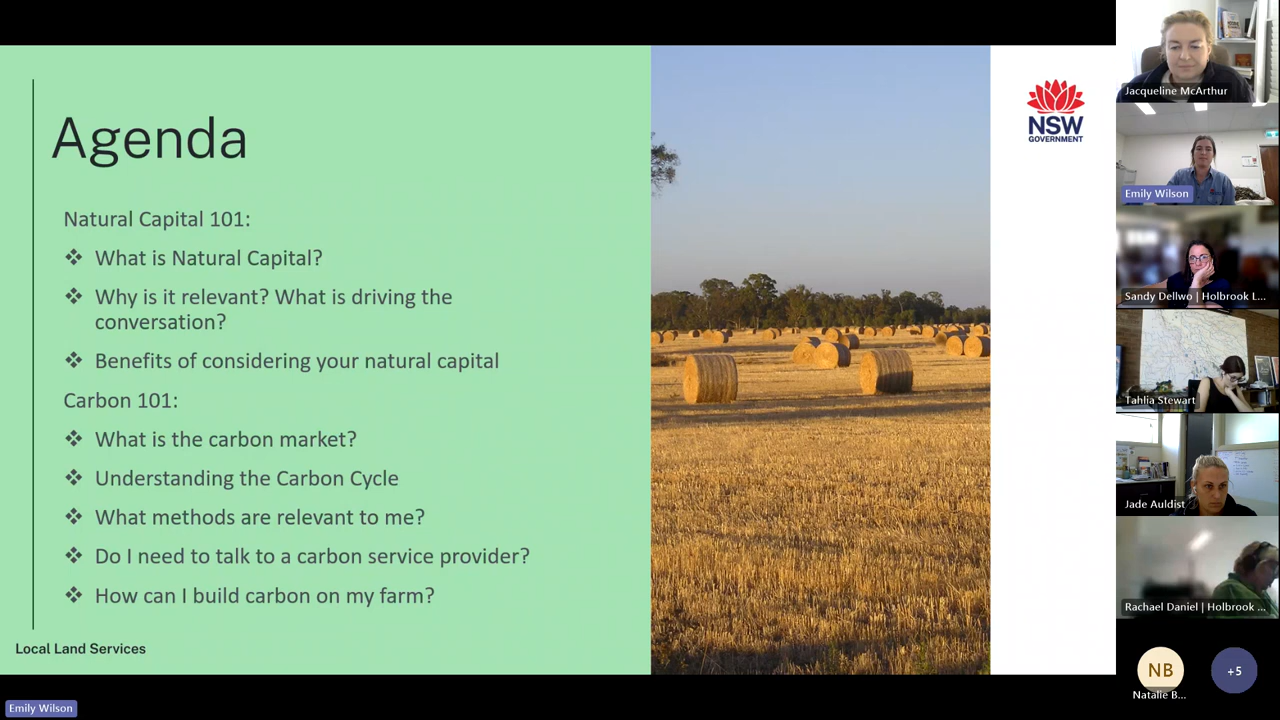 Agenda
Natural Capital 101:
❖ What is Natural Capital?
❖ Why is it relevant? What is driving the
conversation?
❖ Benefits of considering your natural capital
Carbon 101:
❖ What is the carbon market?
❖ Understanding the Carbon Cycle
❖ What methods are relevant to me?
❖ Do I need to talk to a carbon service provider?
❖ How can I build carbon on my farm?
Local Land Services
NSW
GOVERNMENT
Jacqueline McArthur
Emily Wilson
Sandy Dellwo | Holbrook L...
Tahlia Stewart
Jade Auldist
Rachael Daniel | Holbrook ...
NB
Natalie B...
+5
Emily Wilson